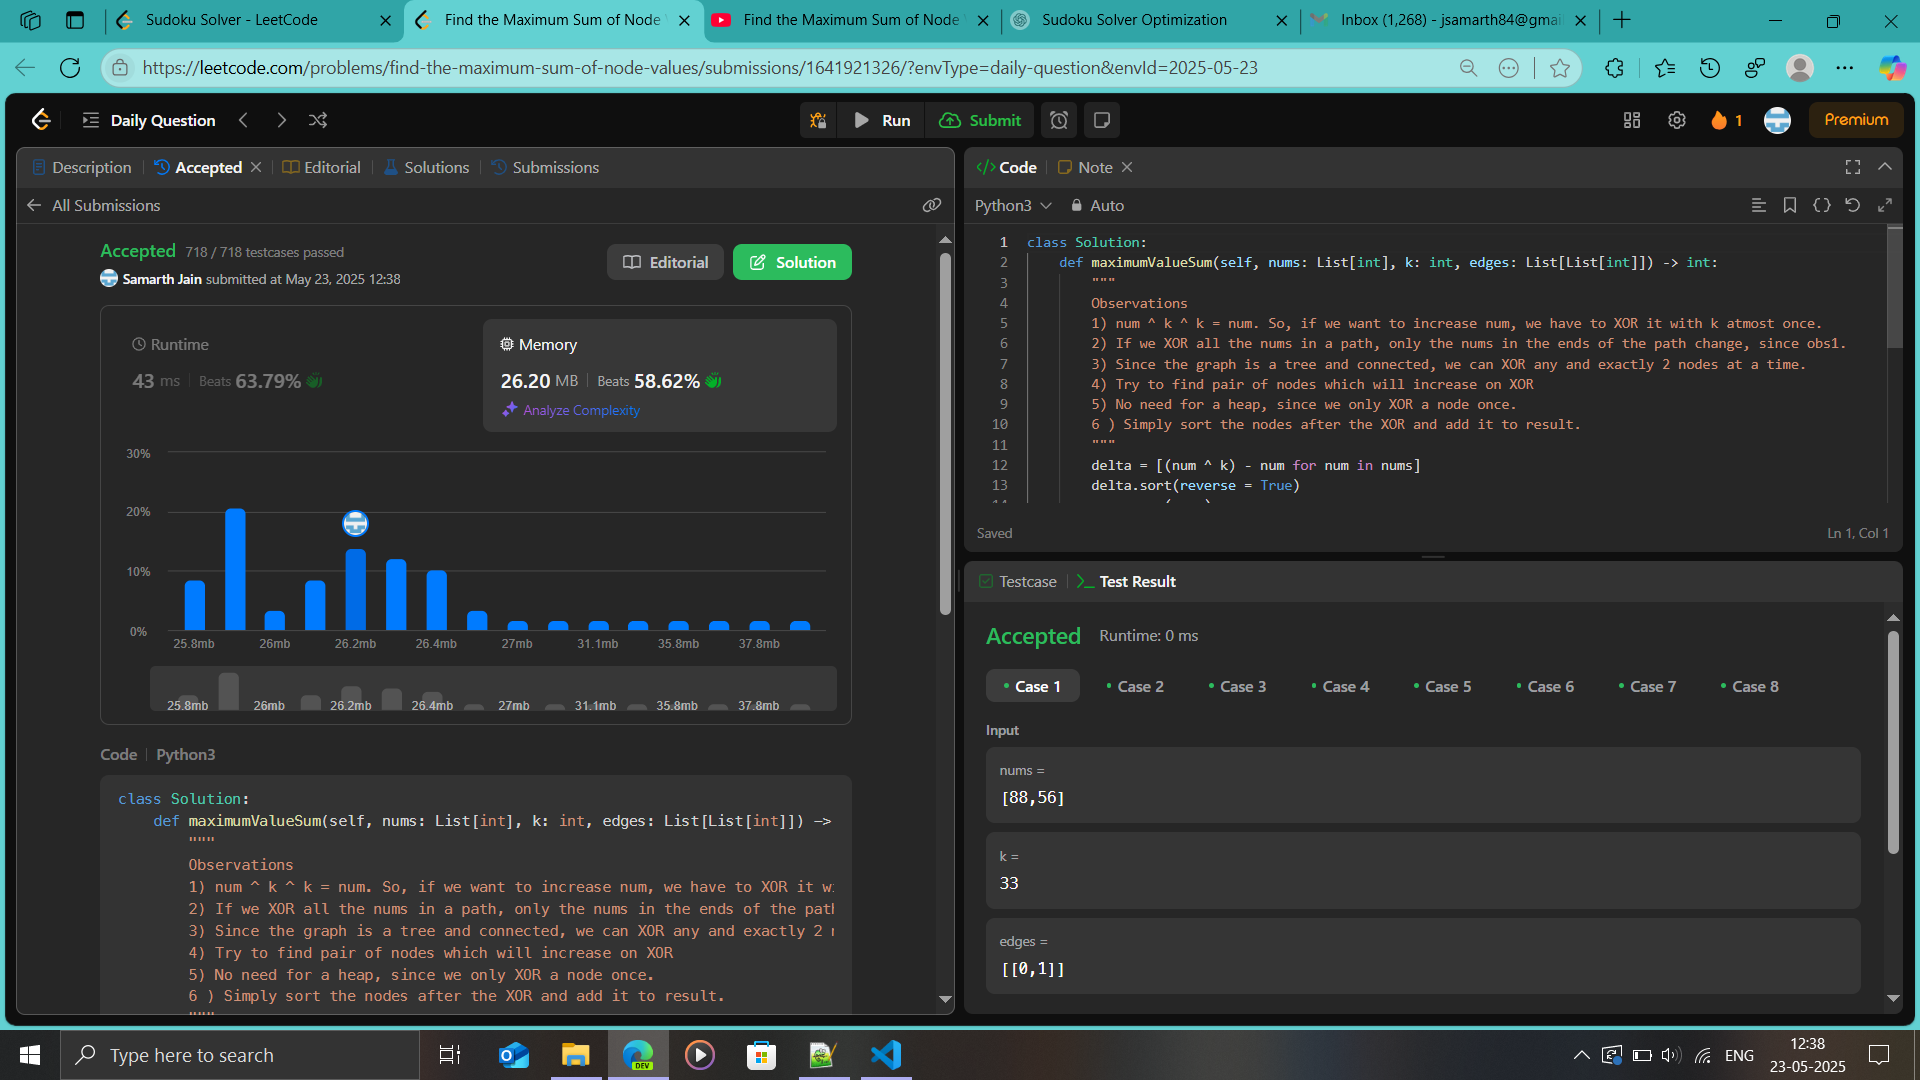 Sudoku Solver - LeetCode
Find the Maximum Sum of Node
Find the Maximum Sum of Node
Sudoku Solver Optimization
Inbox (1,268) - jsamarth84@gmai
https://leetcode.com/problems/find-the-maximum-sum-of-node-values/submissions/1641921326/?envType=daily-question&envId=2025-05-23
Daily Question
Run
Submit
1
Premium
Description
Accepted
Editorial
Solutions
Submissions
All Submissions
Accepted 718 / 718 testcases passed
Samarth Jain submitted at May 23, 2025 12:38
Editorial
Solution
Runtime
43 ms
Beats 63.79%
Memory
26.20 MB
Beats 58.62%
Analyze Complexity
30%
20%
10%
0%
25.8mb 26mb 26.2mb 26.4mb 27mb 31.1mb 35.8mb 37.8mb
25.8mb 26mb 26.2mb 26.4mb 27mb 31.1mb 35.8mb 37.8mb
Code Python3
class Solution:
def maximumValueSum(self, nums: List[int], k: int, edges: List[List[int]]) ->
"""
Observations
1) num ^ k ^ k = num. So, if we want to increase num, we have to XOR it wi
2) If we XOR all the nums in a path, only the nums in the ends of the path
3) Since the graph is a tree and connected, we can XOR any and exactly 2 n
4) Try to find pair of nodes which will increase on XOR
5) No need for a heap, since we only XOR a node once.
6 ) Simply sort the nodes after the XOR and add it to result.
"""
Code
Note
Python3
Auto
1 class Solution:
2 def maximumValueSum(self, nums: List[int], k: int, edges: List[List[int]]) -> int:
3 """
4 Observations
5 1) num ^ k ^ k = num. So, if we want to increase num, we have to XOR it with k atmost once.
6 2) If we XOR all the nums in a path, only the nums in the ends of the path change, since obs1.
7 3) Since the graph is a tree and connected, we can XOR any and exactly 2 nodes at a time.
8 4) Try to find pair of nodes which will increase on XOR
9 5) No need for a heap, since we only XOR a node once.
10 6 ) Simply sort the nodes after the XOR and add it to result.
11 """
12 delta = [(num ^ k) - num for num in nums]
13 delta.sort(reverse = True)
Saved
Ln 1, Col 1
Testcase
Test Result
Accepted
Runtime: 0 ms
Case 1
Case 2
Case 3
Case 4
Case 5
Case 6
Case 7
Case 8
Input
nums =
[88,56]
k =
33
edges =
[[0,1]]
Type here to search
DEV
ENG
12:38
23-05-2025